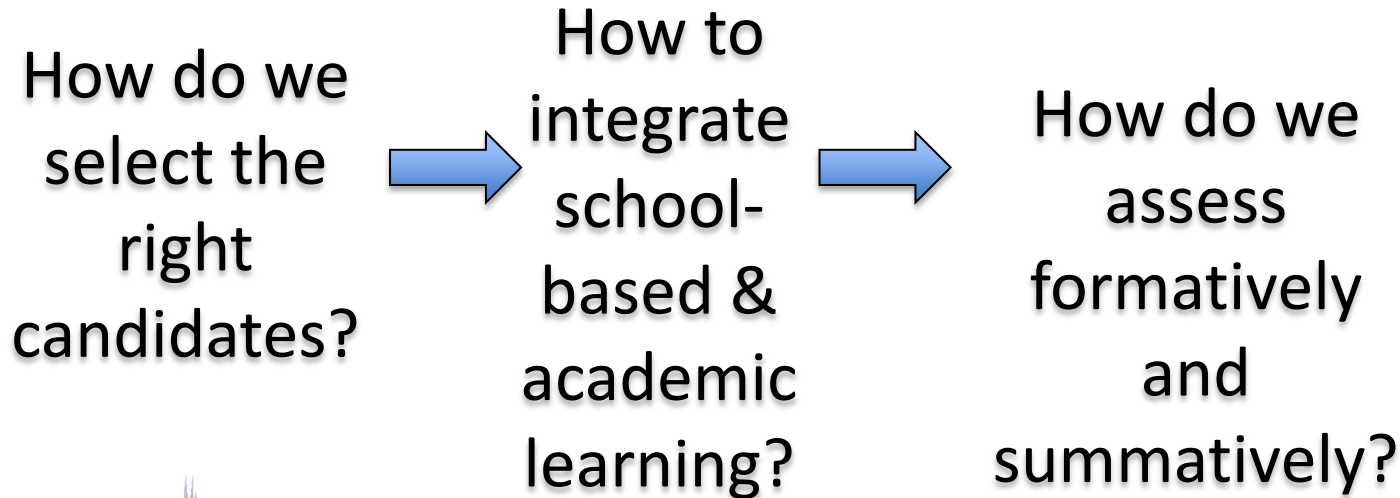 How do we
select the
right
candidates?
How to
integrate
school-
based &
academic
learning?
How do we
assess
formatively
and
summatively?